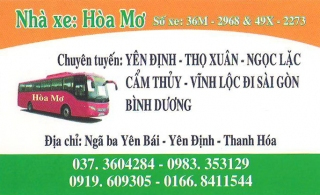 Nhà xe: Hòa Mơ Số xe: 36M - 2968 & 49X - 2273
Chuyên tuyến: YÊN ĐỊNH - THỌ XUÂN - NGỌC LẶC
CẨM THỦY - VĨNH LỘC ĐI SÀI GÒN
BÌNH DƯƠNG
Hòa Mơ
Địa chỉ: Ngã ba Yên Bái - Yên Định - Thanh Hóa
037. 3604284 - 0983. 353129
0919. 609305 - 0166. 8411544